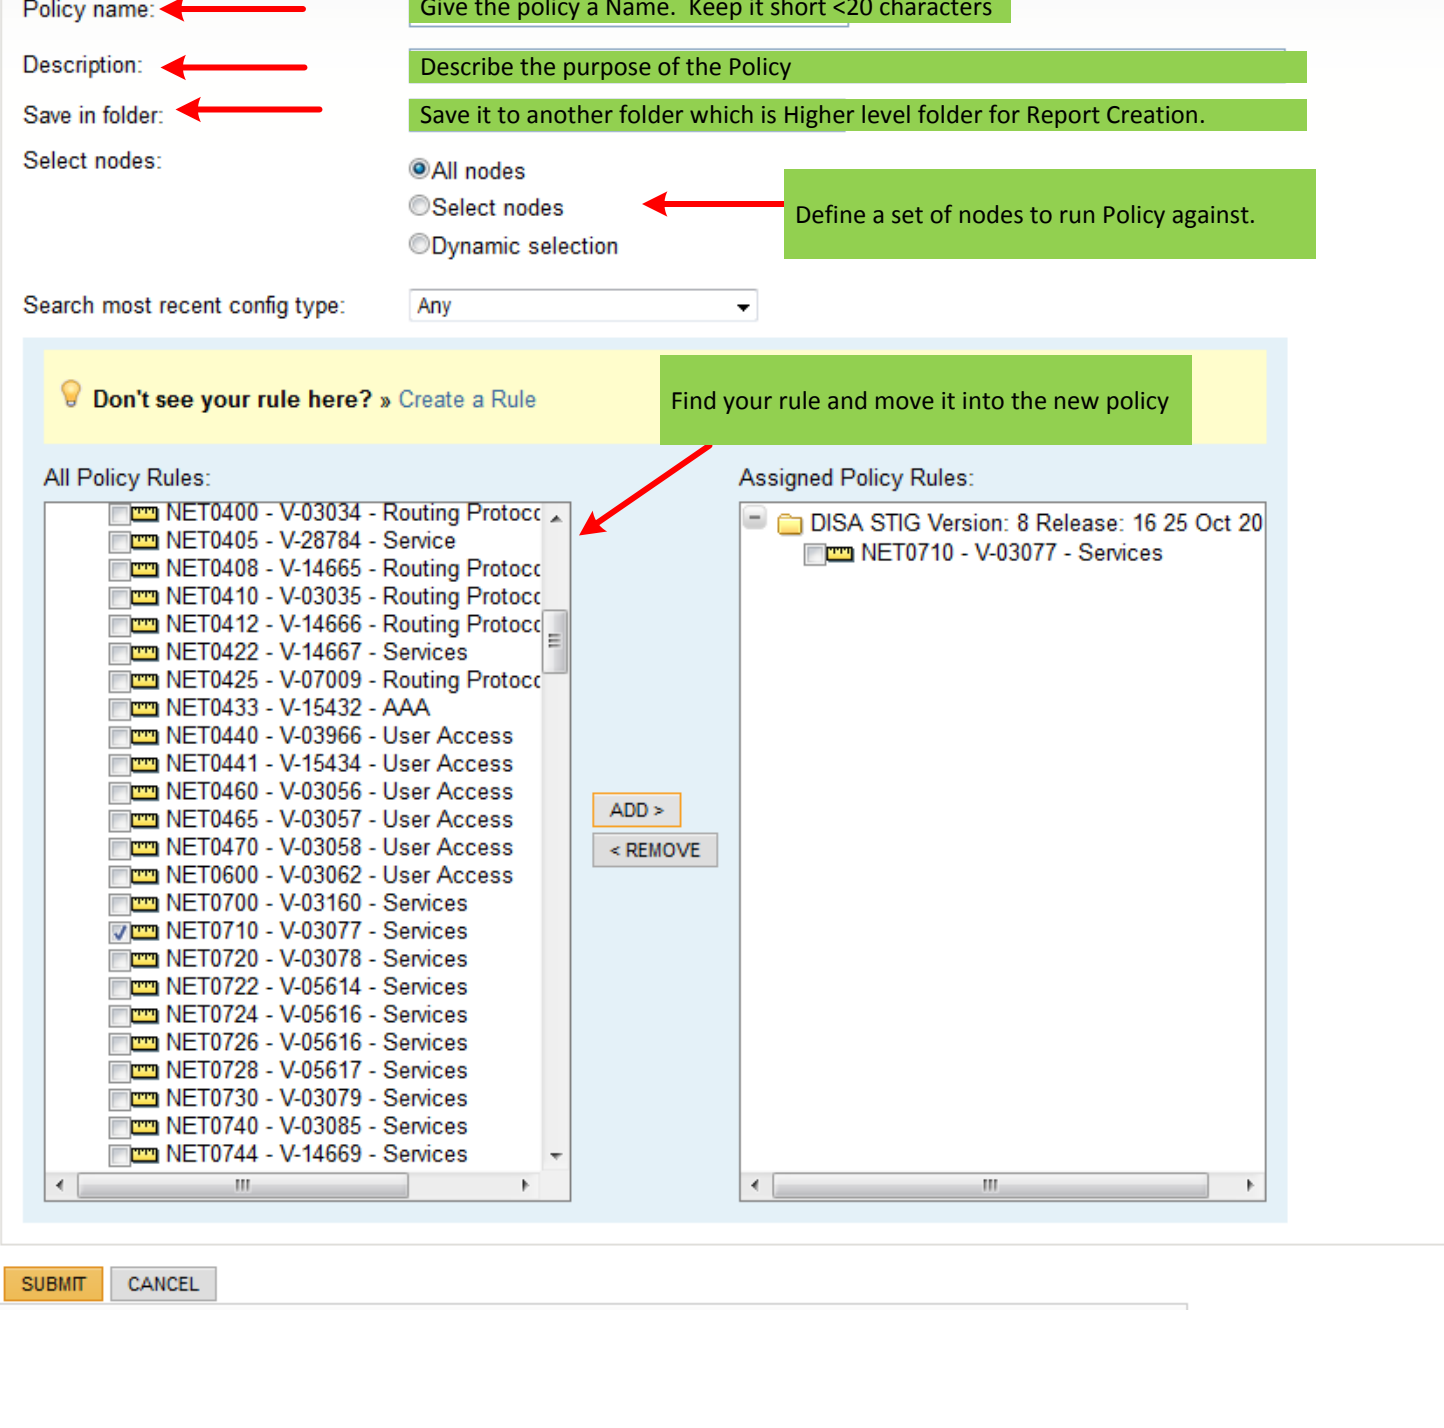 Policy name:
Give the policy a Name.  Keep it short <20 characters
Description:
Describe the purpose of the Policy
Save in folder:
Save it to another folder which is Higher level folder for Report Creation.
Select nodes:
All nodes
Select nodes
Dynamic selection
Define a set of nodes to run Policy against.
Search most recent config type:
Any
Don't see your rule here? » Create a Rule
Find your rule and move it into the new policy
All Policy Rules:
NET0400 - V-03034 - Routing Protoco
NET0405 - V-28784 - Service
NET0408 - V-14665 - Routing Protoco
NET0410 - V-03035 - Routing Protoco
NET0412 - V-14666 - Routing Protoco
NET0422 - V-14667 - Services
NET0425 - V-07009 - Routing Protoco
NET0433 - V-15432 - AAA
NET0440 - V-03966 - User Access
NET0441 - V-15434 - User Access
NET0460 - V-03056 - User Access
NET0465 - V-03057 - User Access
NET0470 - V-03058 - User Access
NET0600 - V-03062 - User Access
NET0700 - V-03160 - Services
NET0710 - V-03077 - Services
NET0720 - V-03078 - Services
NET0722 - V-05614 - Services
NET0724 - V-05616 - Services
NET0726 - V-05616 - Services
NET0728 - V-05617 - Services
NET0730 - V-03079 - Services
NET0740 - V-03085 - Services
NET0744 - V-14669 - Services
ADD >
< REMOVE
Assigned Policy Rules:
DISA STIG Version: 8 Release: 16 25 Oct 20
NET0710 - V-03077 - Services
SUBMIT
CANCEL